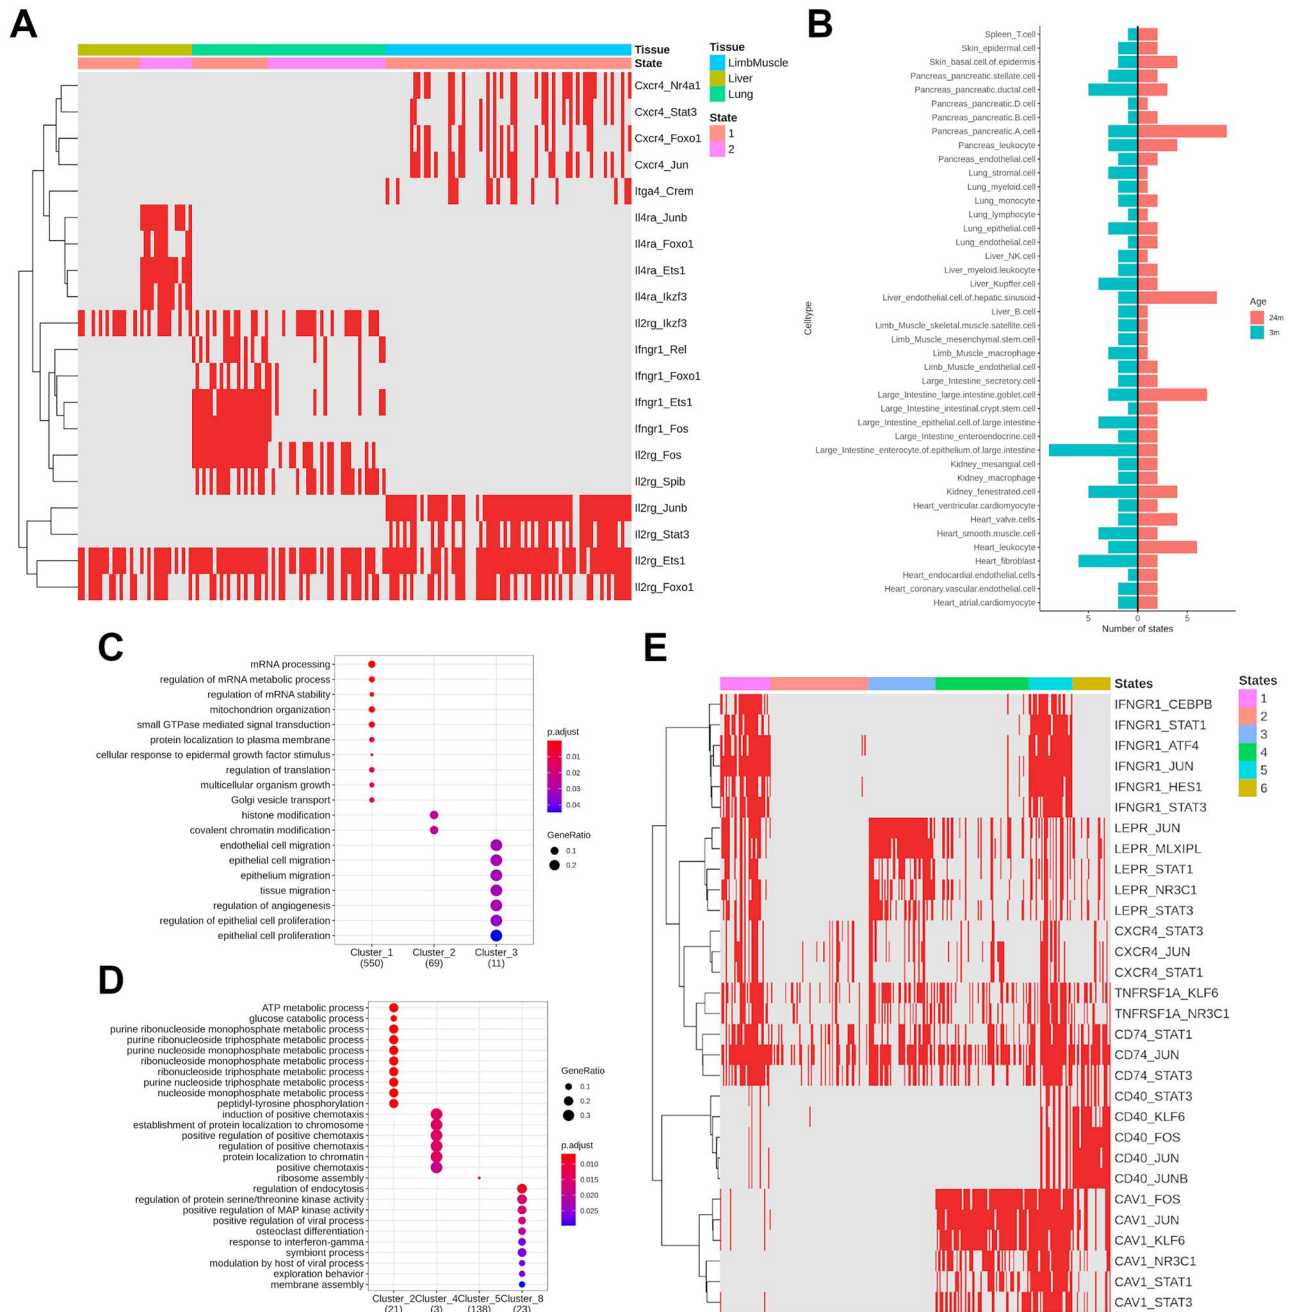 A
Tissue
State
Cxcr4_Nr4a1
Cxcr4_Stat3
Cxcr4_Foxo1
Cxcr4_Jun
Itga4_Crem
Il4ra_Junb
Il4ra_Foxo1
Il4ra_Ets1
Il4ra_Ikzf3
Il2rg_Ikzf3
Ifngr1_Rel
Ifngr1_Foxo1
Ifngr1_Ets1
Ifngr1_Fos
Il2rg_Fos
Il2rg_Spib
Il2rg_Junb
Il2rg_Stat3
Il2rg_Ets1
Il2rg_Foxo1
Tissue
LimbMuscle
Liver
Lung
State
1
2
B
Celltype
Spleen_T.cell
Skin_epidermal.cell
Skin_basal.cell.of.epidermis
Pancreas_pancreatic.stellate.cell
Pancreas_pancreatic.ductal.cell
Pancreas_pancreatic.D.cell
Pancreas_pancreatic.B.cell
Pancreas_pancreatic.A.cell
Pancreas_leukocyte
Pancreas_endothelial.cell
Lung_stromal.cell
Lung_myeloid.cell
Lung_monocyte
Lung_lymphocyte
Lung_epithelial.cell
Lung_endothelial.cell
Liver_NK.cell
Liver_myeloid.leukocyte
Liver_Kupffer.cell
Liver_endothelial.cell.of.hepatic.sinusoid
Liver_B.cell
Limb_Muscle_skeletal.muscle.satellite.cell
Limb_Muscle_mesenchymal.stem.cell
Limb_Muscle_macrophage
Limb_Muscle_endothelial.cell
Large_Intestine_secretory.cell
Large_Intestine_large.intestine.goblet.cell
Large_Intestine_intestinal.crypt.stem.cell
Large_Intestine_epithelial.cell.of.large.intestine
Large_Intestine_enteroendocrine.cell
Large_Intestine_enterocyte.of.epithelium.of.large.intestine
Kidney_mesangial.cell
Kidney_macrophage
Kidney_fenestrated.cell
Heart_ventricular.cardiomyocyte
Heart_valve.cells
Heart_smooth.muscle.cell
Heart_leukocyte
Heart_fibroblast
Heart_endocardial.endothelial.cells
Heart_coronary.vascular.endothelial.cell
Heart_atrial.cardiomyocyte
5 0 5
Number of states
Age
24m
3m
C
mRNA processing
regulation of mRNA metabolic process
regulation of mRNA stability
mitochondrion organization
small GTPase mediated signal transduction
protein localization to plasma membrane
cellular response to epidermal growth factor stimulus
regulation of translation
multicellular organism growth
Golgi vesicle transport
histone modification
covalent chromatin modification
endothelial cell migration
epithelial cell migration
epithelium migration
tissue migration
regulation of angiogenesis
regulation of epithelial cell proliferation
epithelial cell proliferation
Cluster_1 Cluster_2 Cluster_3
(550) (69) (11)
p.adjust
0.01
0.02
0.03
0.04
GeneRatio
0.1
0.2
D
ATP metabolic process
glucose catabolic process
purine ribonucleoside monophosphate metabolic process
purine ribonucleoside triphosphate metabolic process
purine nucleoside monophosphate metabolic process
ribonucleoside monophosphate metabolic process
ribonucleoside triphosphate metabolic process
purine nucleoside triphosphate metabolic process
nucleoside monophosphate metabolic process
peptidyl-tyrosine phosphorylation
induction of positive chemotaxis
establishment of protein localization to chromosome
positive regulation of positive chemotaxis
regulation of positive chemotaxis
protein localization to chromatin
positive chemotaxis
ribosome assembly
regulation of endocytosis
regulation of protein serine/threonine kinase activity
positive regulation of MAP kinase activity
positive regulation of viral process
osteoclast differentiation
response to interferon-gamma
symbiont process
modulation by host of viral process
exploration behavior
membrane assembly
Cluster_2 Cluster_4 Cluster_5 Cluster_8
(21) (3) (138) (23)
GeneRatio
0.1
0.2
0.3
p.adjust
0.010
0.015
0.020
0.025
E
States
IFNGR1_CEBPB
IFNGR1_STAT1
IFNGR1_ATF4
IFNGR1_JUN
IFNGR1_HES1
IFNGR1_STAT3
LEPR_JUN
LEPR_MLXIPL
LEPR_STAT1
LEPR_NR3C1
LEPR_STAT3
CXCR4_STAT3
CXCR4_JUN
CXCR4_STAT1
TNFRSF1A_KLF6
TNFRSF1A_NR3C1
CD74_STAT1
CD74_JUN
CD74_STAT3
CD40_STAT3
CD40_KLF6
CD40_FOS
CD40_JUN
CD40_JUNB
CAV1_FOS
CAV1_JUN
CAV1_KLF6
CAV1_NR3C1
CAV1_STAT1
CAV1_STAT3
States
1
2
3
4
5
6